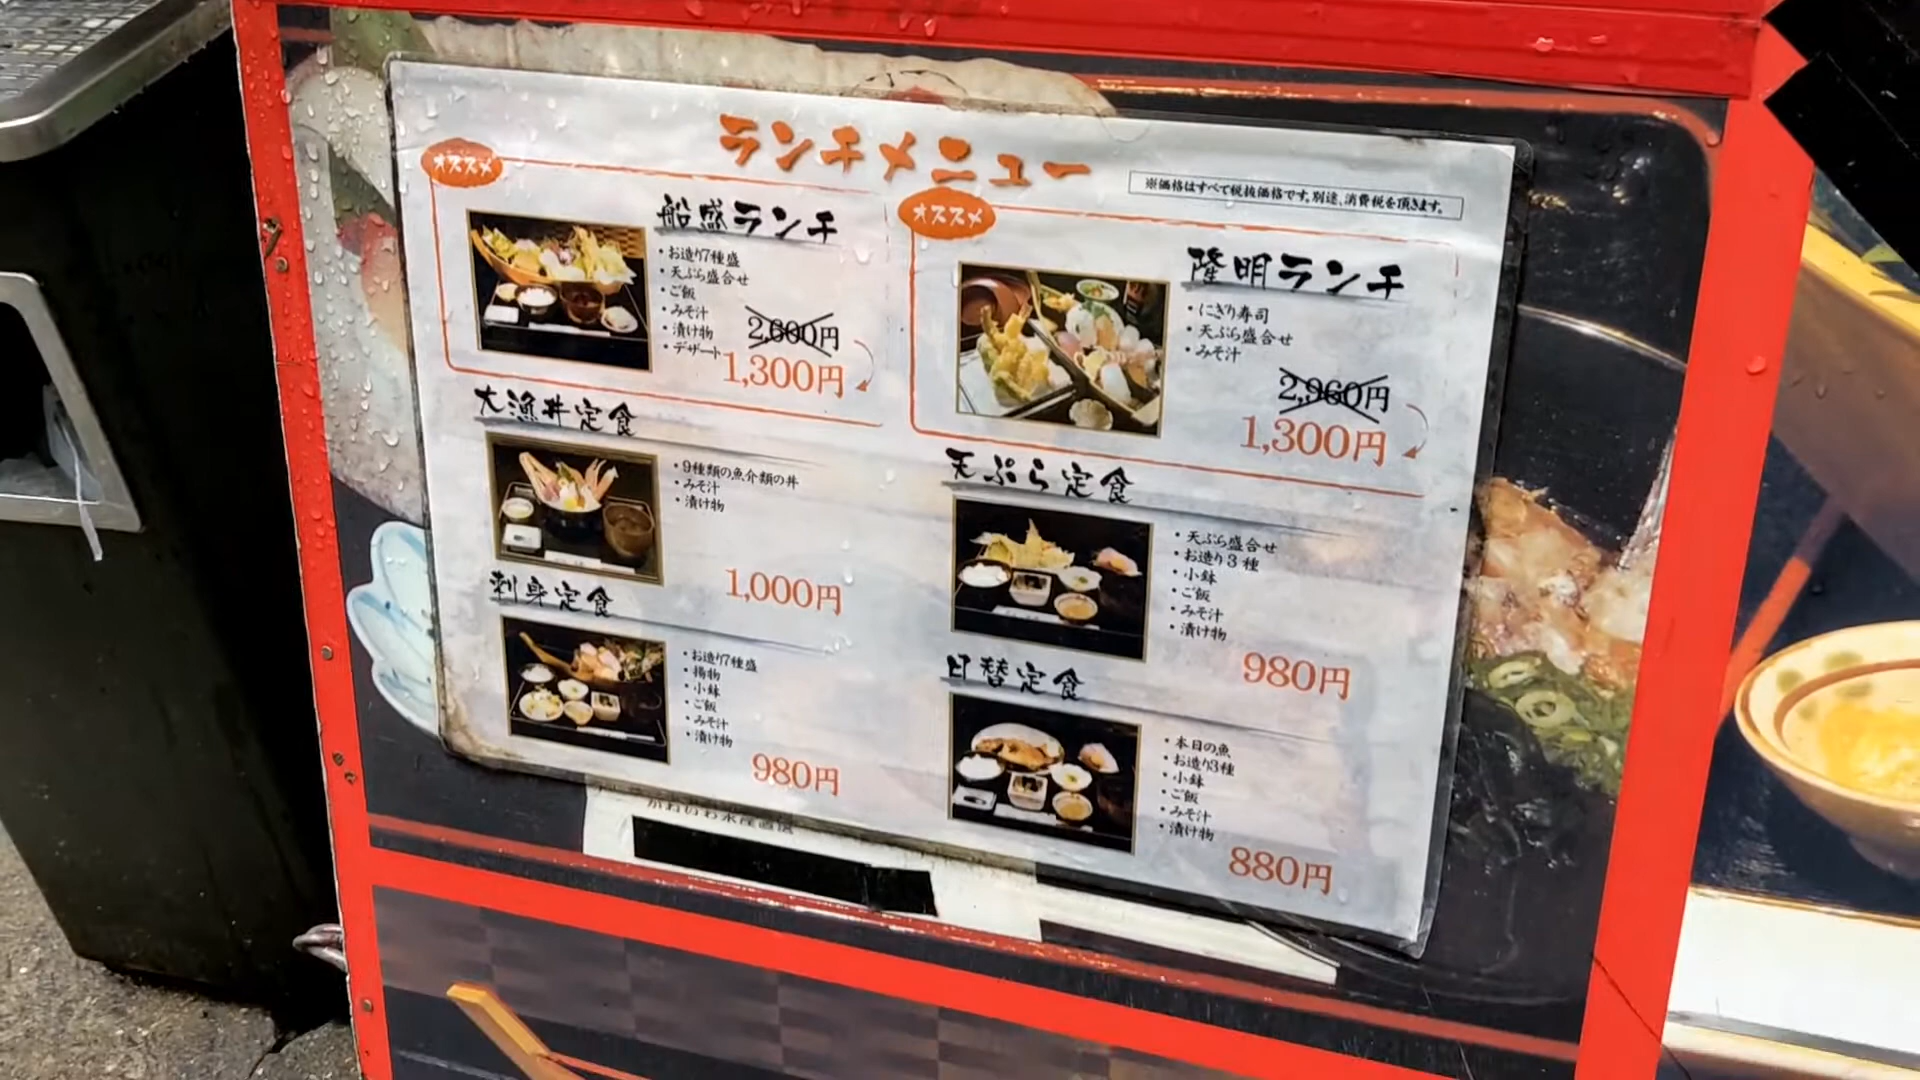 ランチメニュー
※価格はすべて税抜価格です。別途、消費税を頂きます。
オススメ
船盛ランチ
・お造り7種盛
・天ぷら盛合せ
・ご飯
・みそ汁
・漬け物
・デザート
2,600円
1,300円
オススメ
隆明ランチ
・にぎり寿司
・天ぷら盛合せ
・みそ汁
2,960円
1,300円
大漁丼定食
・9種類の魚介類の丼
・みそ汁
・漬け物
1,000円
天ぷら定食
・天ぷら盛合せ
・お造り3種
・小鉢
・ご飯
・みそ汁
・漬け物
980円
刺身定食
・お造り7種盛
・揚物
・小鉢
・ご飯
・みそ汁
・漬け物
980円
日替定食
・本日の魚
・お造り3種
・小鉢
・ご飯
・みそ汁
・漬け物
880円